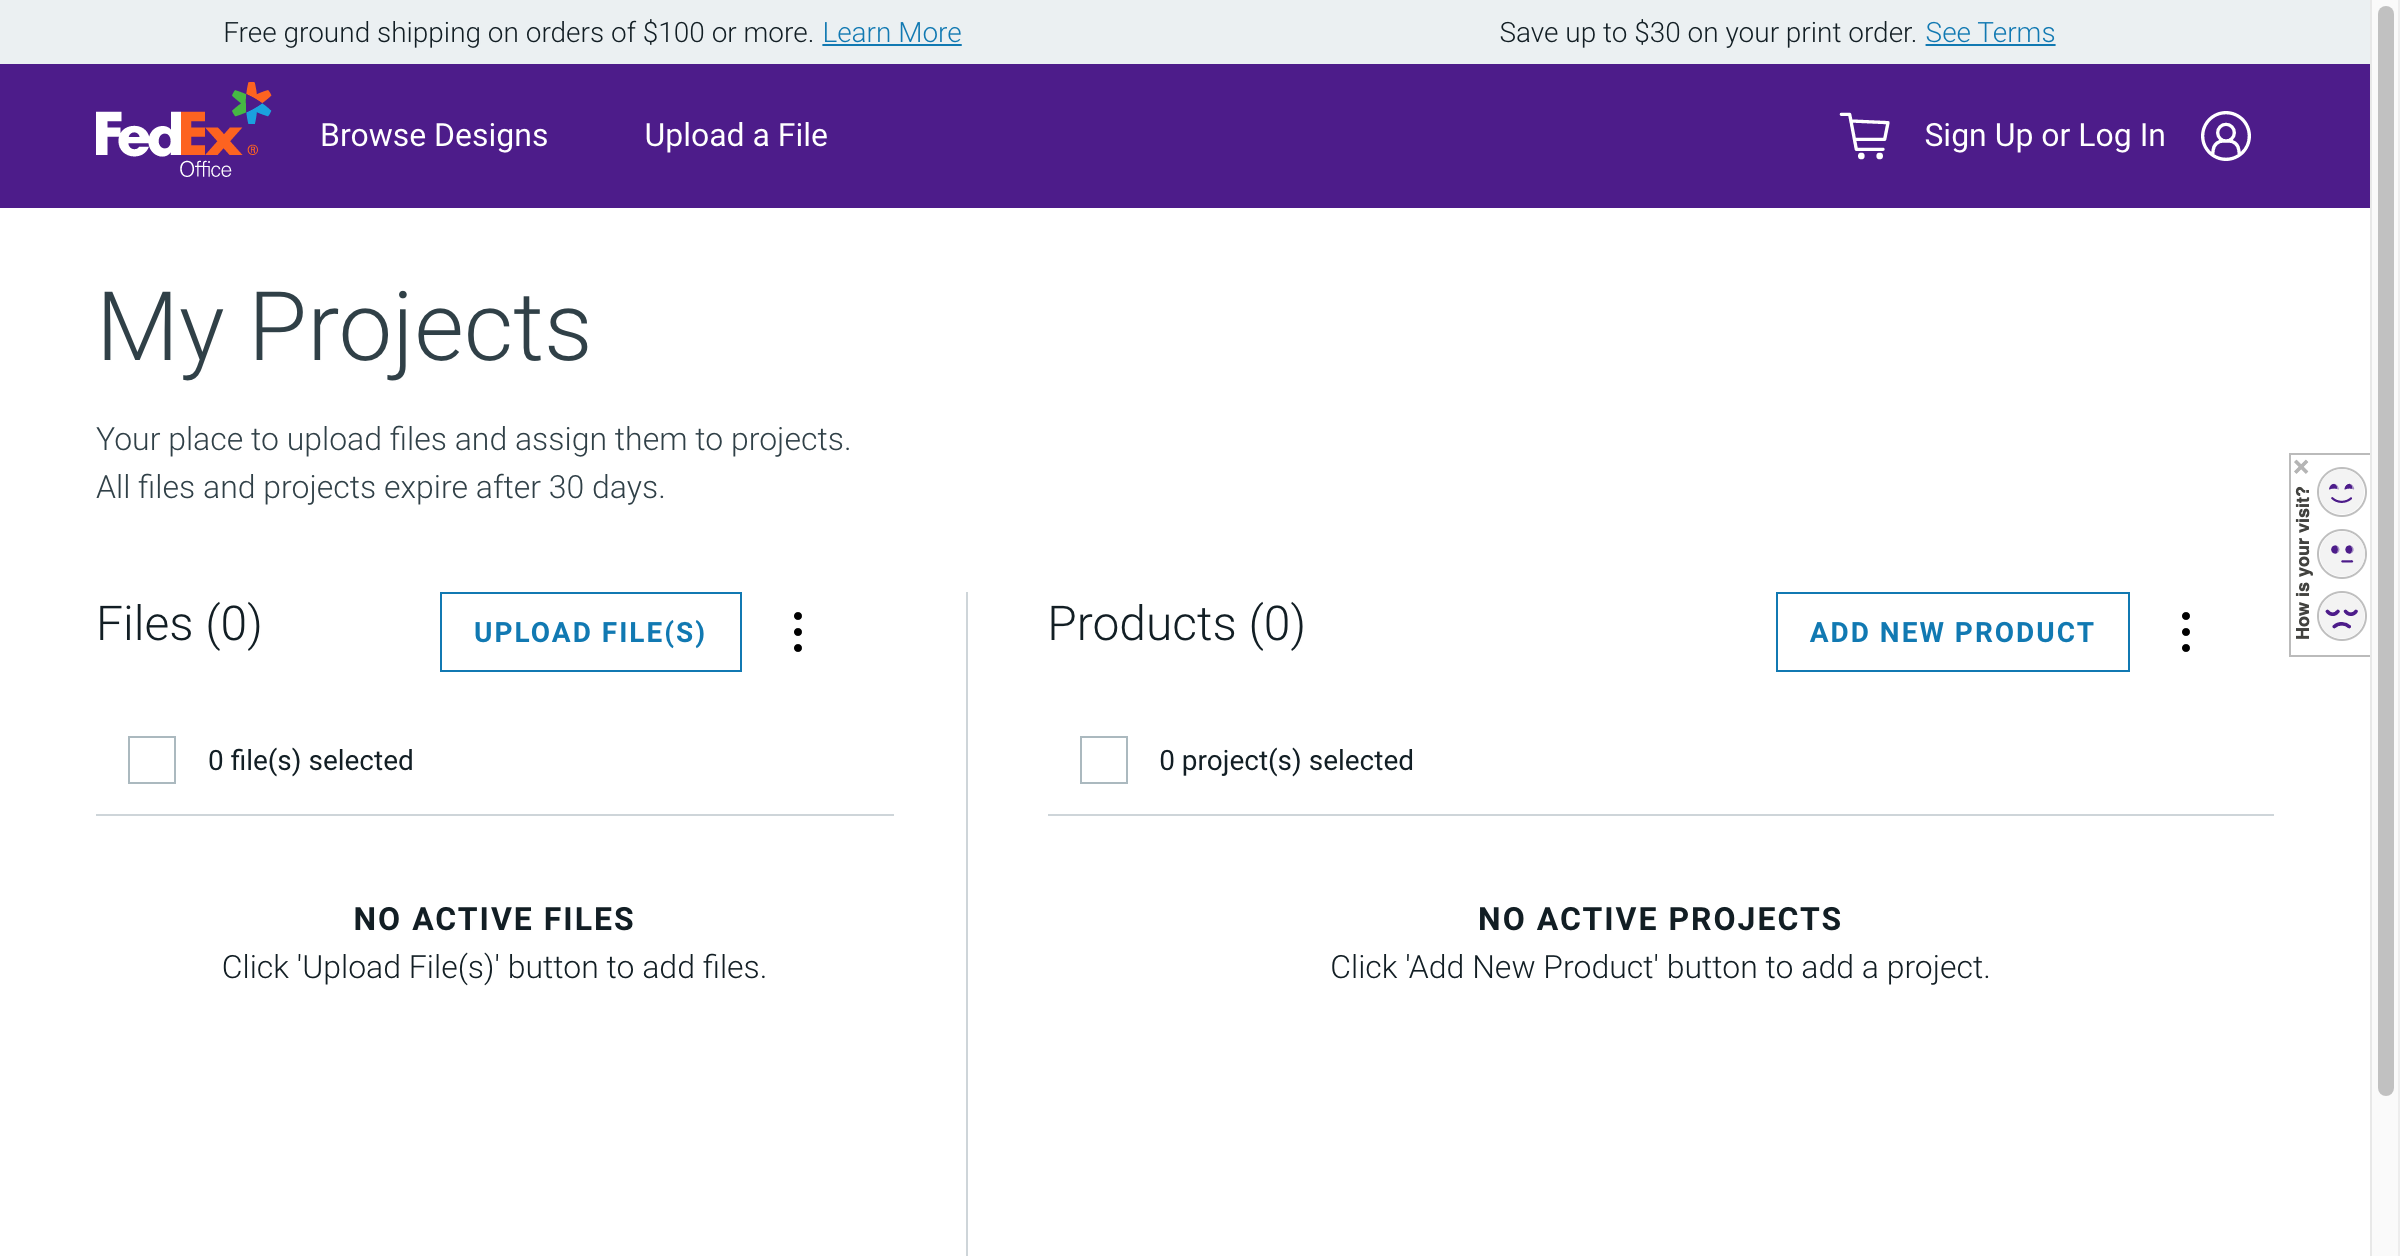 Free ground shipping on orders of $100 or more. Learn More
Save up to $30 on your print order. See Terms
FedEx®
Office
Browse Designs
Upload a File
Sign Up or Log In
My Projects
Your place to upload files and assign them to projects.
All files and projects expire after 30 days.
How is your visit?
Files (0)
UPLOAD FILE(S)
0 file(s) selected
NO ACTIVE FILES
Click 'Upload File(s)' button to add files.
Products (0)
ADD NEW PRODUCT
0 project(s) selected
NO ACTIVE PROJECTS
Click 'Add New Product' button to add a project.